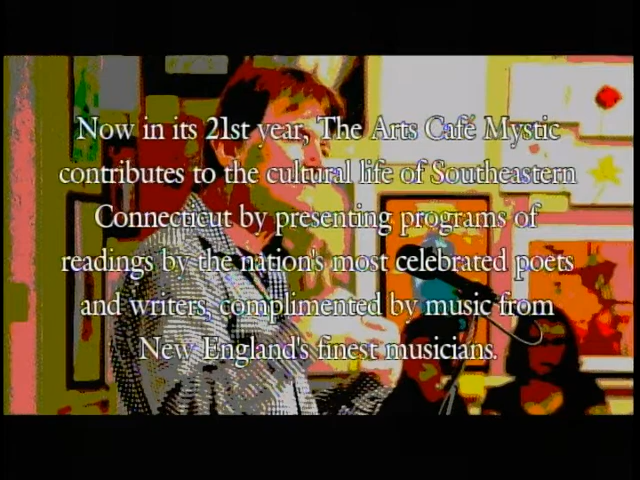 Now in its 21st year, The Arts Café Mystic
contributes to the cultural life of Southeastern
Connecticut by presenting programs of
readings by the nation's most celebrated poets
and writers, complimented by music from
New England's finest musicians.